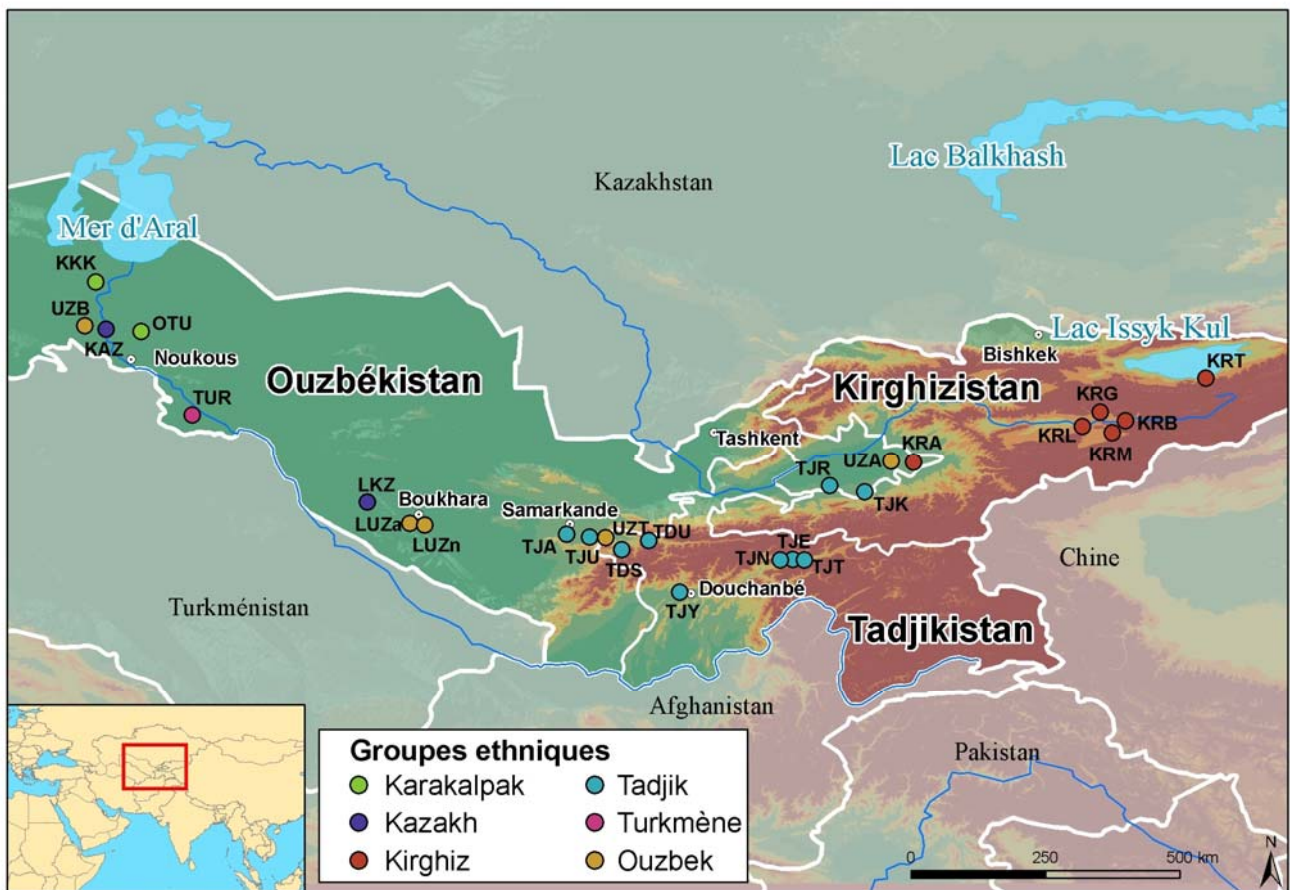 Lac Balkhash
Kazakhstan
Mer d'Aral
KKK
UZB
OTU
KAZ
Noukous
TUR
Ouzbékistan
Lac Issyk Kul
Bishkek
KRT
Kirghizistan
KRG
KRB
KRL
KRM
Tashkent
UZA
KRA
TJR
TJK
LKZ
Boukhara
LUZa
LUZn
Samarkande
UZT
TDU
TJA
TJU
TDS
TJE
TJN
TJT
Chine
Douchanbé
TJY
Turkménistan
Tadjikistan
Afghanistan
Pakistan
Groupes ethniques
Karakalpak
Tadjik
Kazakh
Turkmène
Kirghiz
Ouzbek
N
0 250 500 km